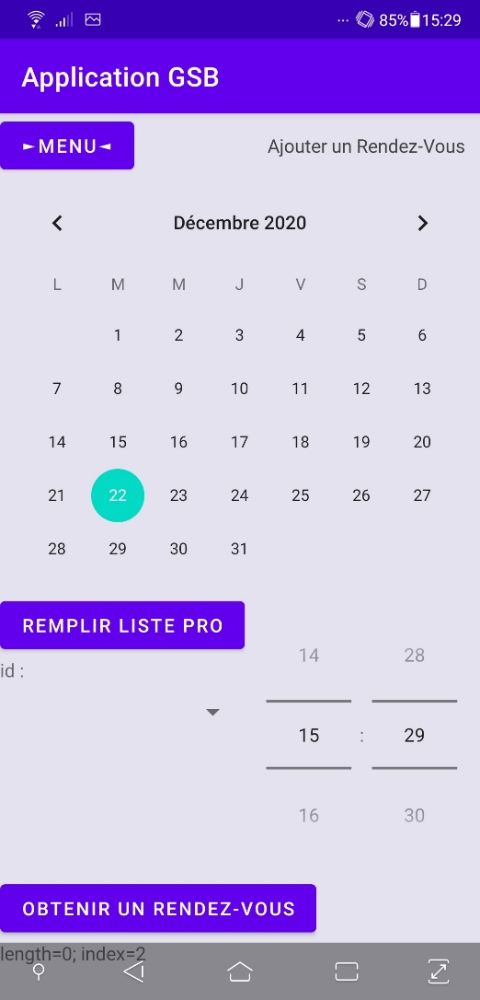 ... 85% 15:29
Application GSB
►MENU◄ Ajouter un Rendez-Vous
Décembre 2020
L M M J V S D
1 2 3 4 5 6
7 8 9 10 11 12 13
14 15 16 17 18 19 20
21 22 23 24 25 26 27
28 29 30 31
REMPLIR LISTE PRO
id :
14 28
15 : 29
16 30
OBTENIR UN RENDEZ-VOUS
length=0; index=2